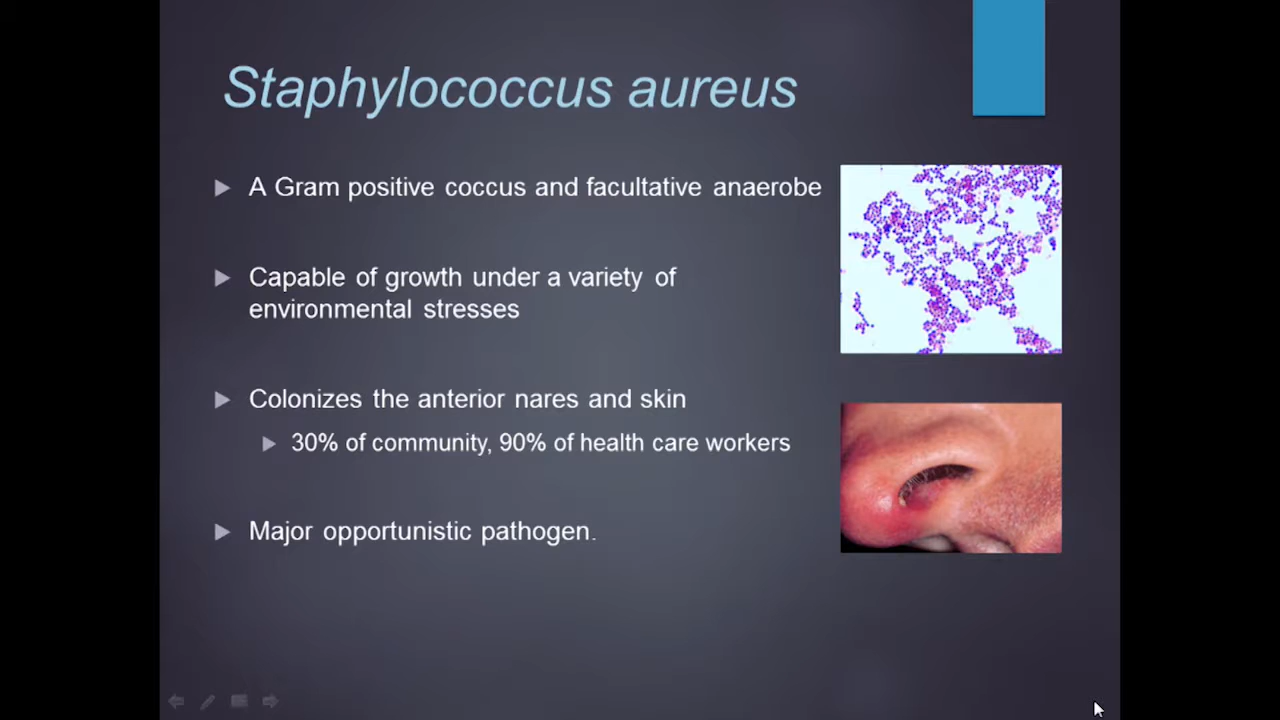 Staphylococcus aureus
A Gram positive coccus and facultative anaerobe
Capable of growth under a variety of
environmental stresses
Colonizes the anterior nares and skin
30% of community, 90% of health care workers
Major opportunistic pathogen.